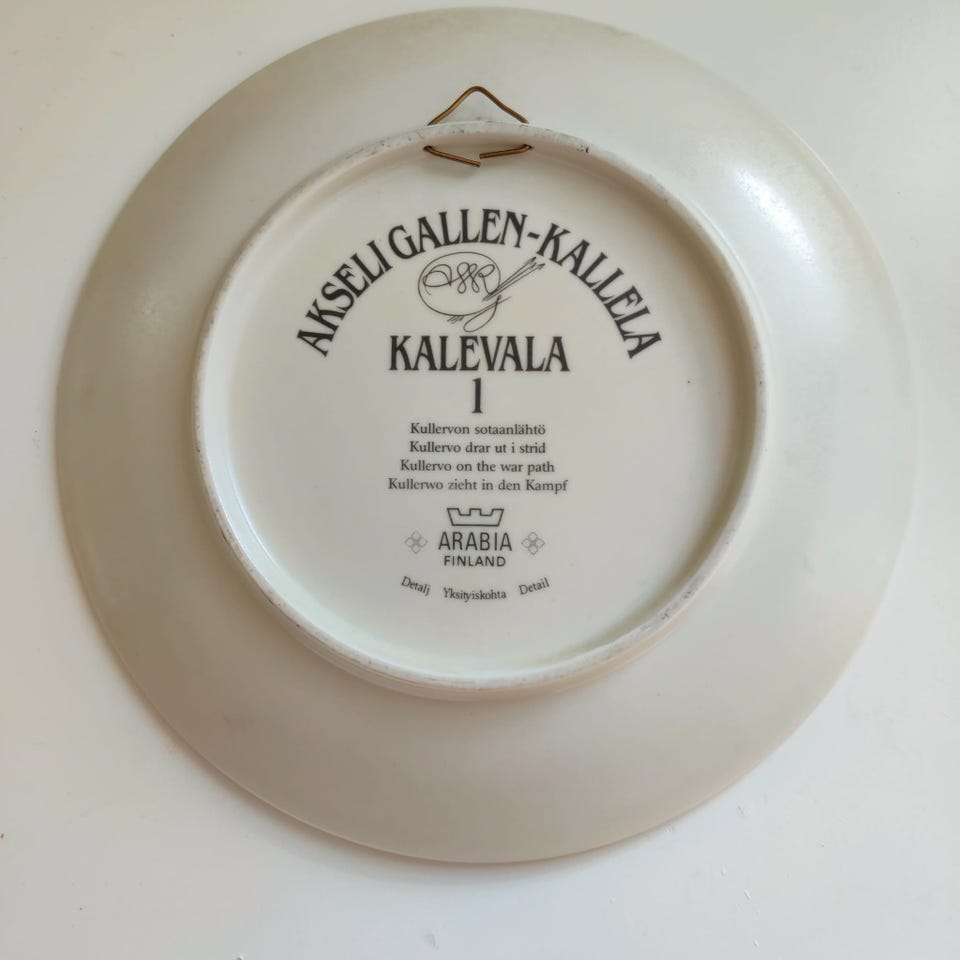 AKSELI GALLEN-KALLELA
KALEVALA
1
Kullervon sotaanlähtö
Kullervo drar ut i strid
Kullervo on the war path
Kullerwo zieht in den Kampf
ARABIA
FINLAND
Detalj Yksityiskohta Detail